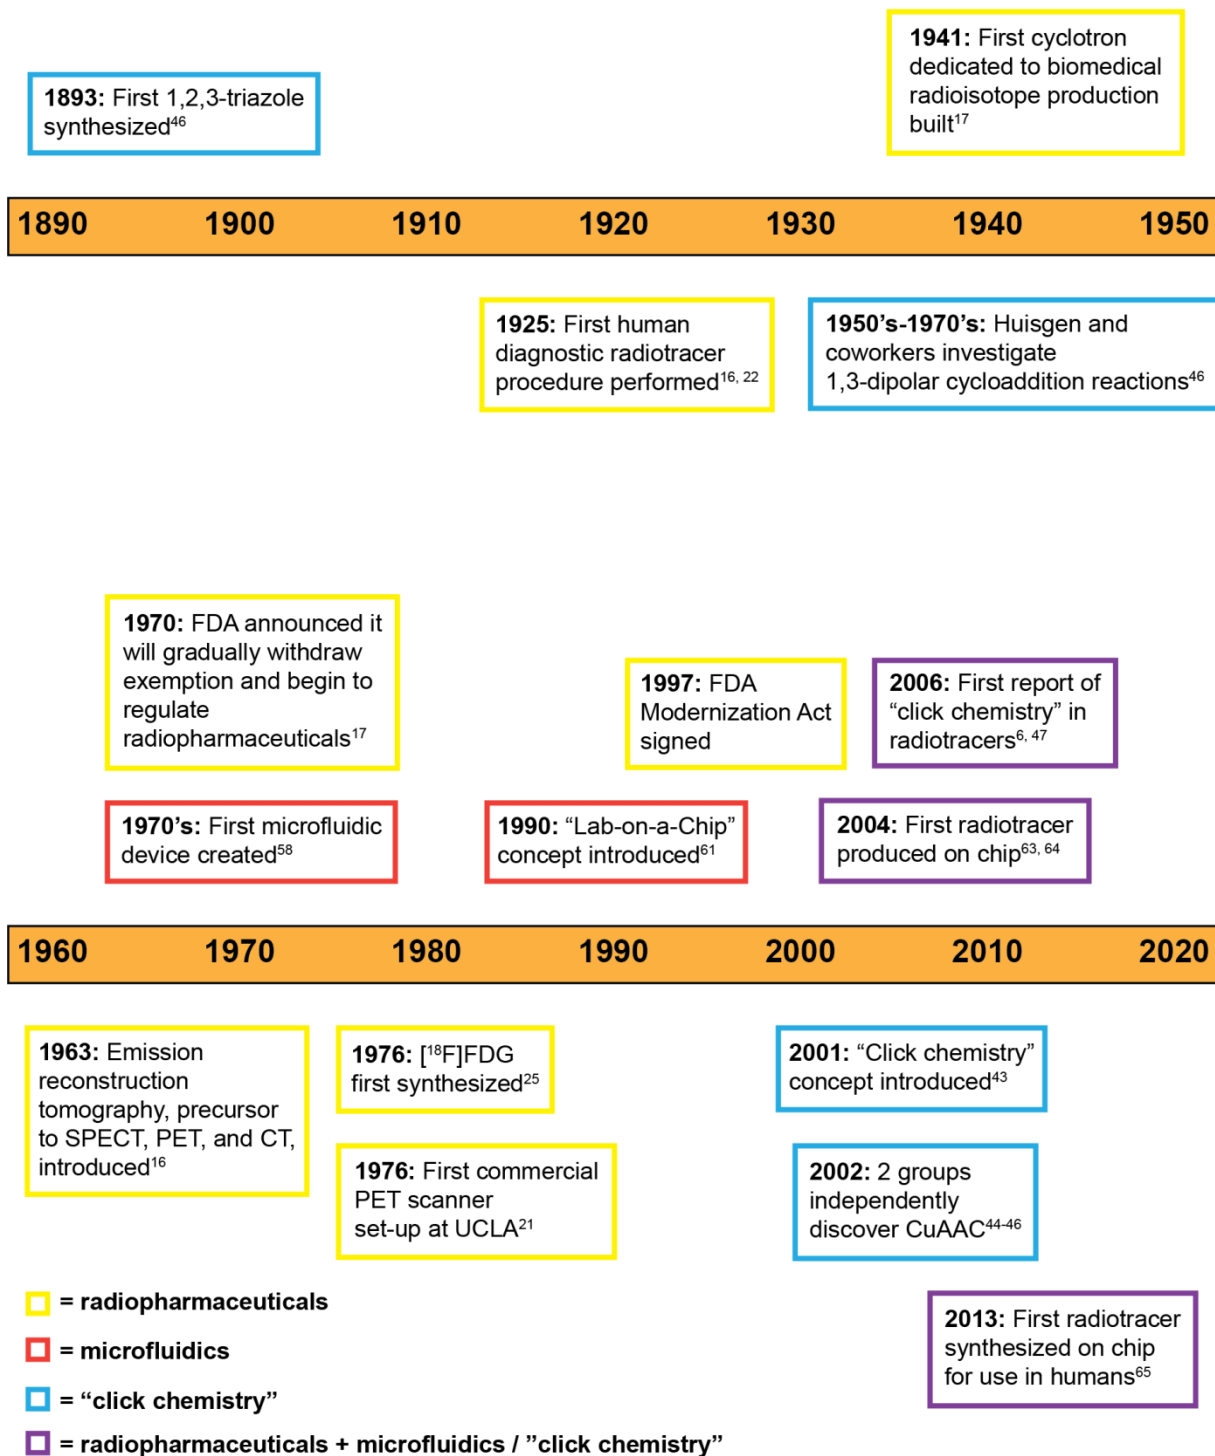 1941: First cyclotron
dedicated to biomedical
radioisotope production
built17
1893: First 1,2,3-triazole
synthesized46
1890 1900 1910 1920 1930 1940 1950
1925: First human
diagnostic radiotracer
procedure performed16, 22
1950’s-1970’s: Huisgen and
coworkers investigate
1,3-dipolar cycloaddition reactions46
1970: FDA announced it
will gradually withdraw
exemption and begin to
regulate
radiopharmaceuticals17
1997: FDA
Modernization Act
signed
2006: First report of
“click chemistry” in
radiotracers6, 47
1970’s: First microfluidic
device created58
1990: “Lab-on-a-Chip”
concept introduced61
2004: First radiotracer
produced on chip63, 64
1960 1970 1980 1990 2000 2010 2020
1963: Emission
reconstruction
tomography, precursor
to SPECT, PET, and CT,
introduced16
1976: [18F]FDG
first synthesized25
1976: First commercial
PET scanner
set-up at UCLA21
2001: “Click chemistry”
concept introduced43
2002: 2 groups
independently
discover CuAAC44-46
2013: First radiotracer
synthesized on chip
for use in humans65
= radiopharmaceuticals
= microfluidics
= “click chemistry”
= radiopharmaceuticals + microfluidics / ”click chemistry”